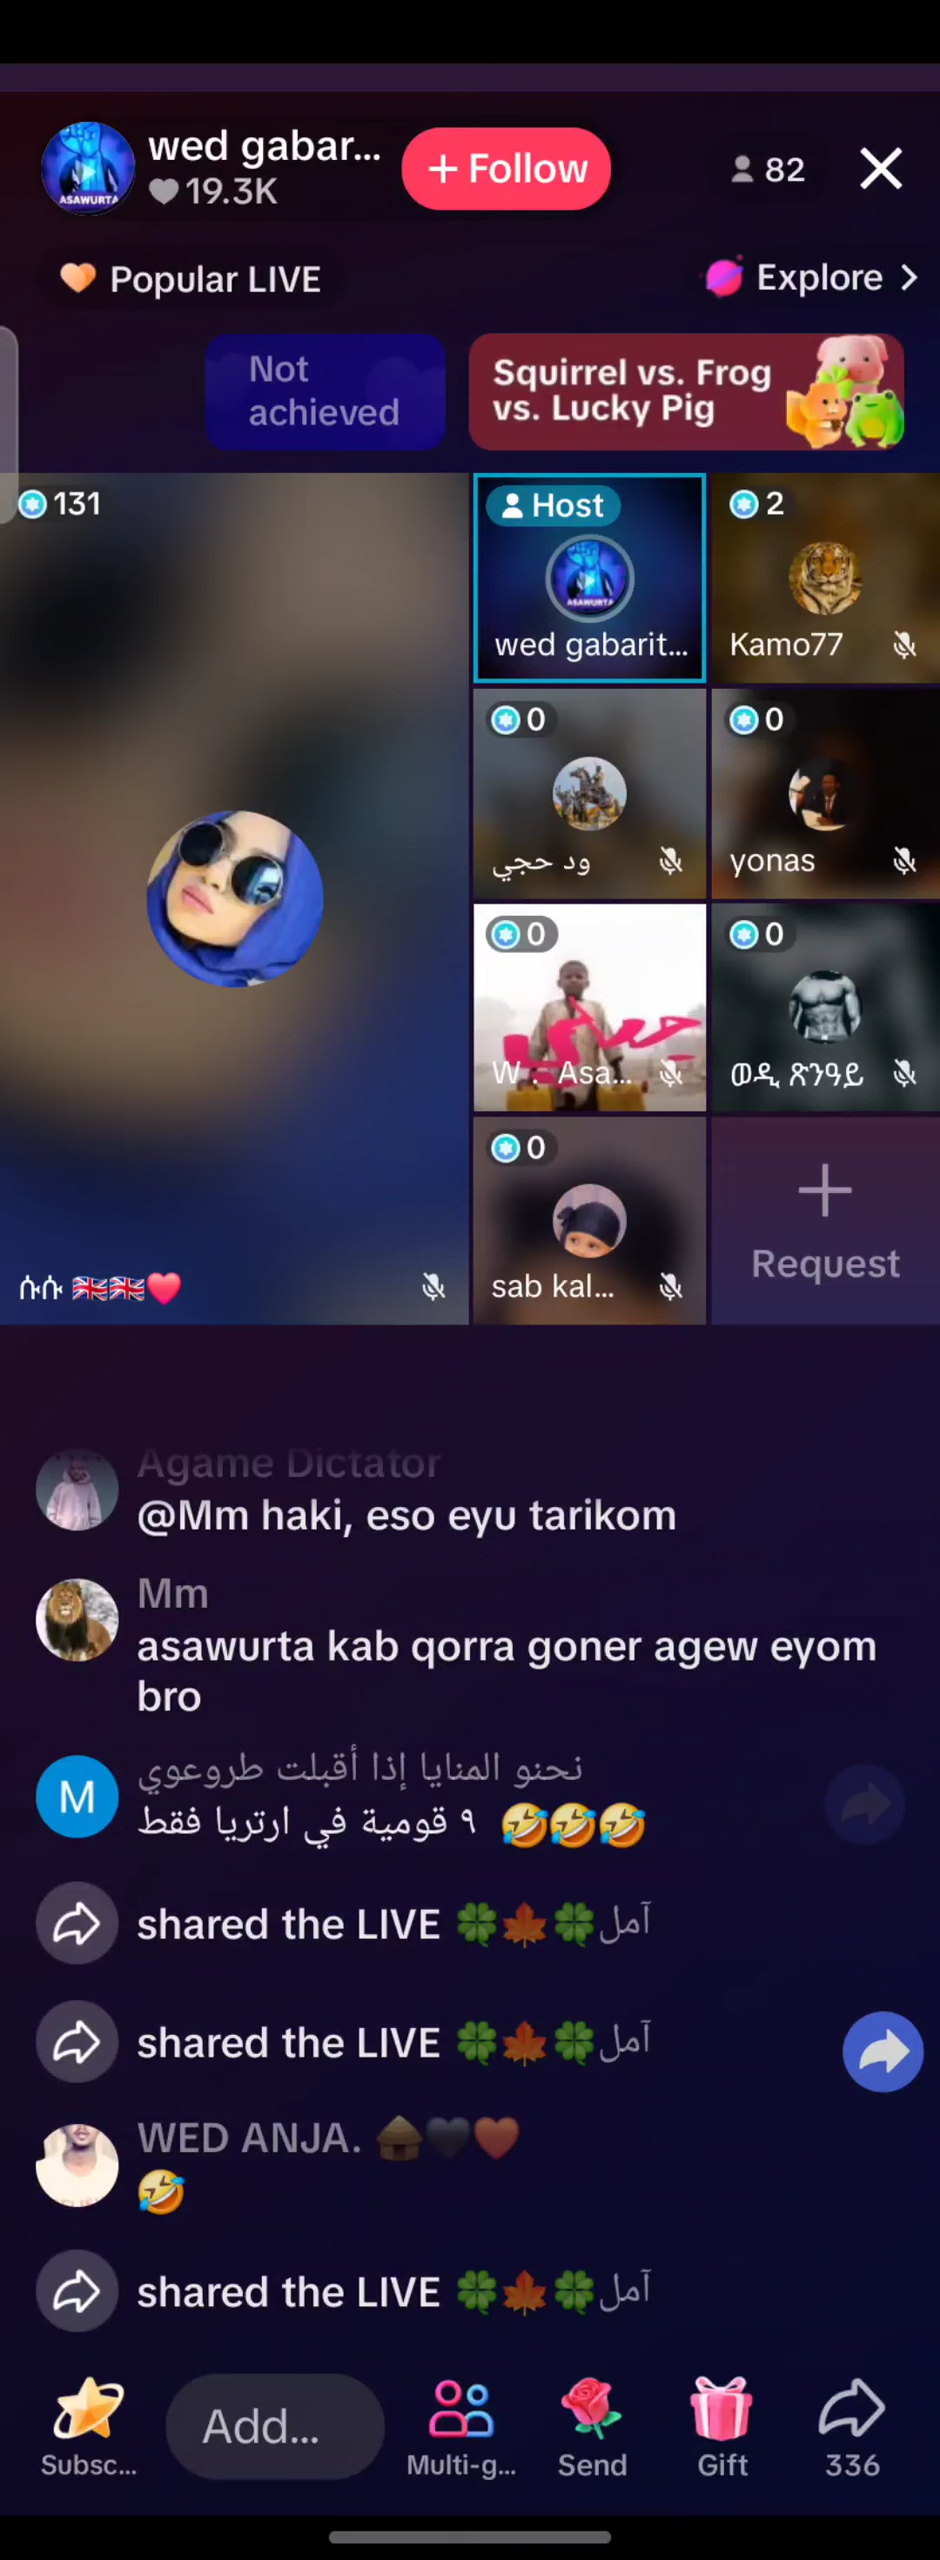 wed gabar...
19.3K
+ Follow
82
Popular LIVE
Explore >
Not
achieved
Squirrel vs. Frog
vs. Lucky Pig
131
Host
ASAWURTA
wed gabarit...
2
Kamo77
0
ود حجي
0
yonas
0
W . Asa...
0
ወዲ ጽንዓይ
0
sab kal...
Request
ሱሱ 🇬🇧🇬🇧❤️
Agame Dictator
@Mm haki, eso eyu tarikom
Mm
asawurta kab qorra goner agew eyom
bro
M
نحنو المنايا إذا أقبلت طروعوي
٩ قومية في ارتريا فقط 🤣🤣🤣
shared the LIVE 🍀🍁🍀آمل
shared the LIVE 🍀🍁🍀آمل
WED ANJA. 🛖🖤❤️
🤣
shared the LIVE 🍀🍁🍀آمل
Subsc...
Add...
Multi-g...
Send
Gift
336